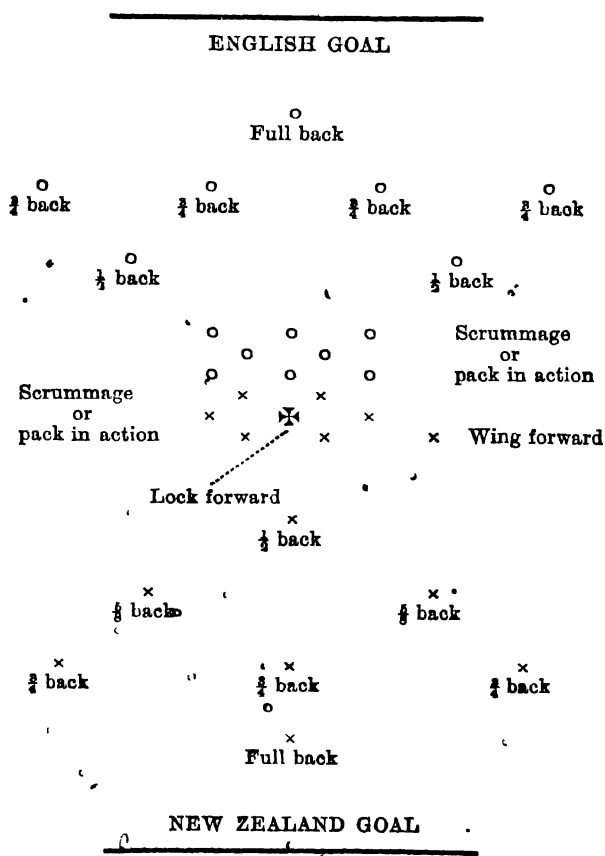 ENGLISH GOAL
Full back
¾ back ¾ back ¾ back ¾ back
½ back ½ back
Scrummage
or
pack in action
Scrummage
or
pack in action
Wing forward
Lock forward
½ back
⅝ back ⅝ back
¾ back ¾ back ¾ back
Full back
NEW ZEALAND GOAL